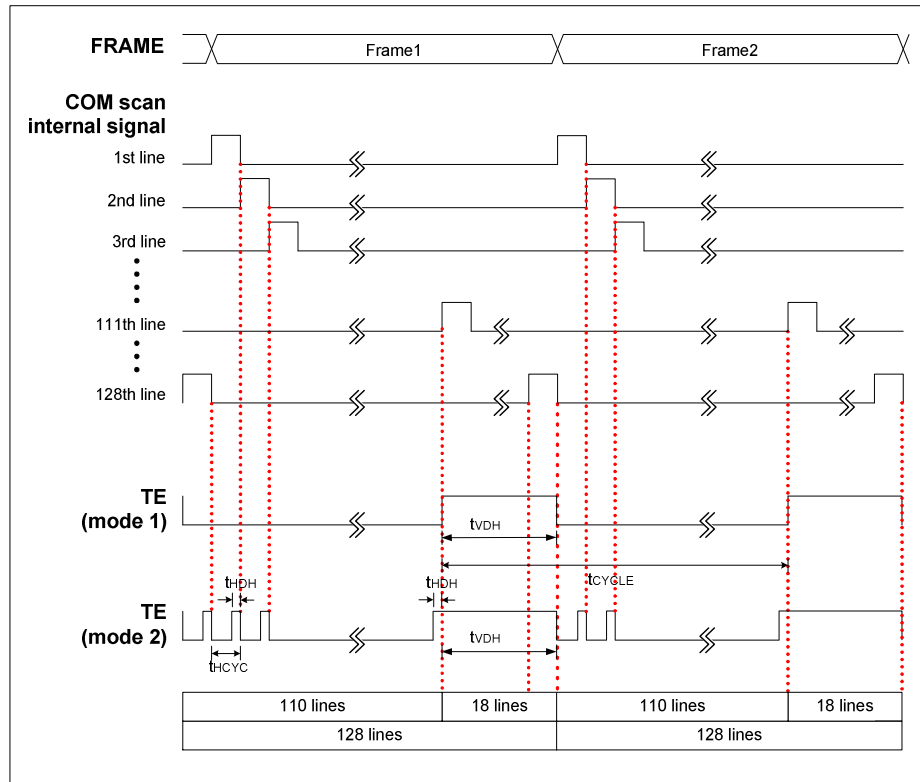 FRAME
Frame1
Frame2
COM scan
internal signal
1st line
2nd line
3rd line
111th line
128th line
TE
(mode 1)
tVDH
tCYCLE
tHDH
tHDH
TE
(mode 2)
tVDH
tHCYC
110 lines
18 lines
110 lines
18 lines
128 lines
128 lines